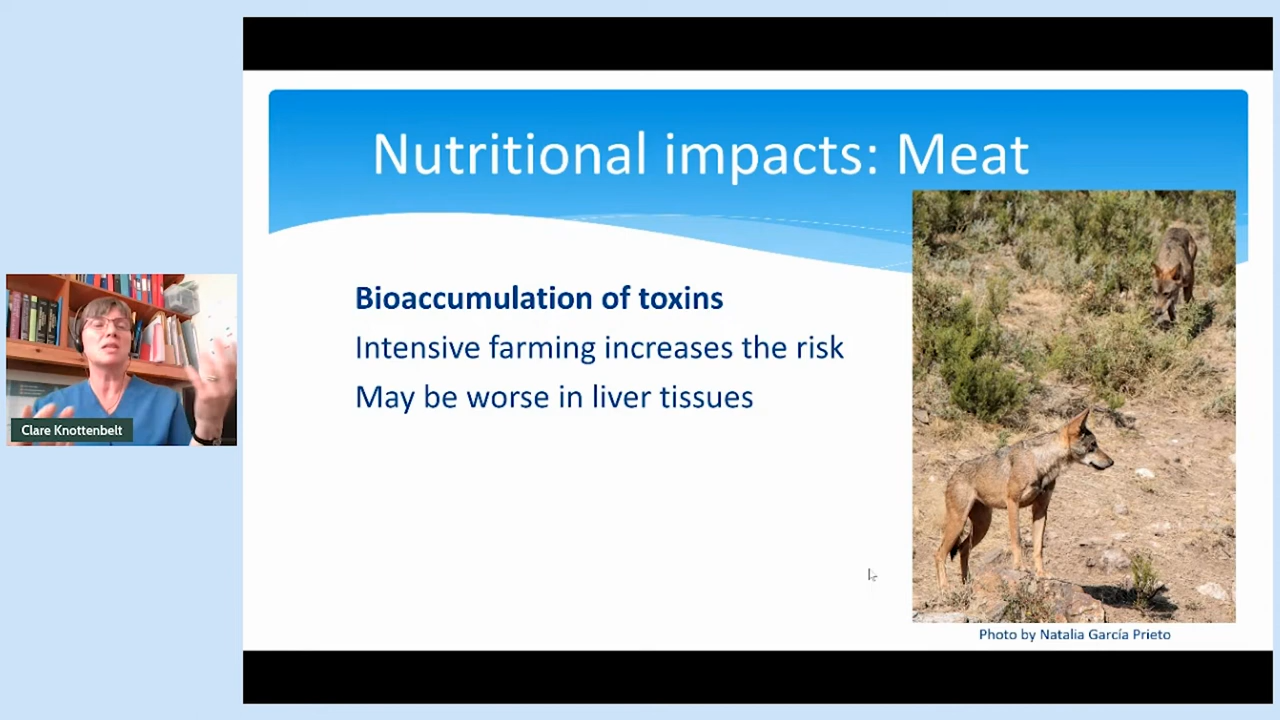 Nutritional impacts: Meat
Bioaccumulation of toxins
Intensive farming increases the risk
May be worse in liver tissues
Clare Knottenbelt
Photo by Natalia García Prieto